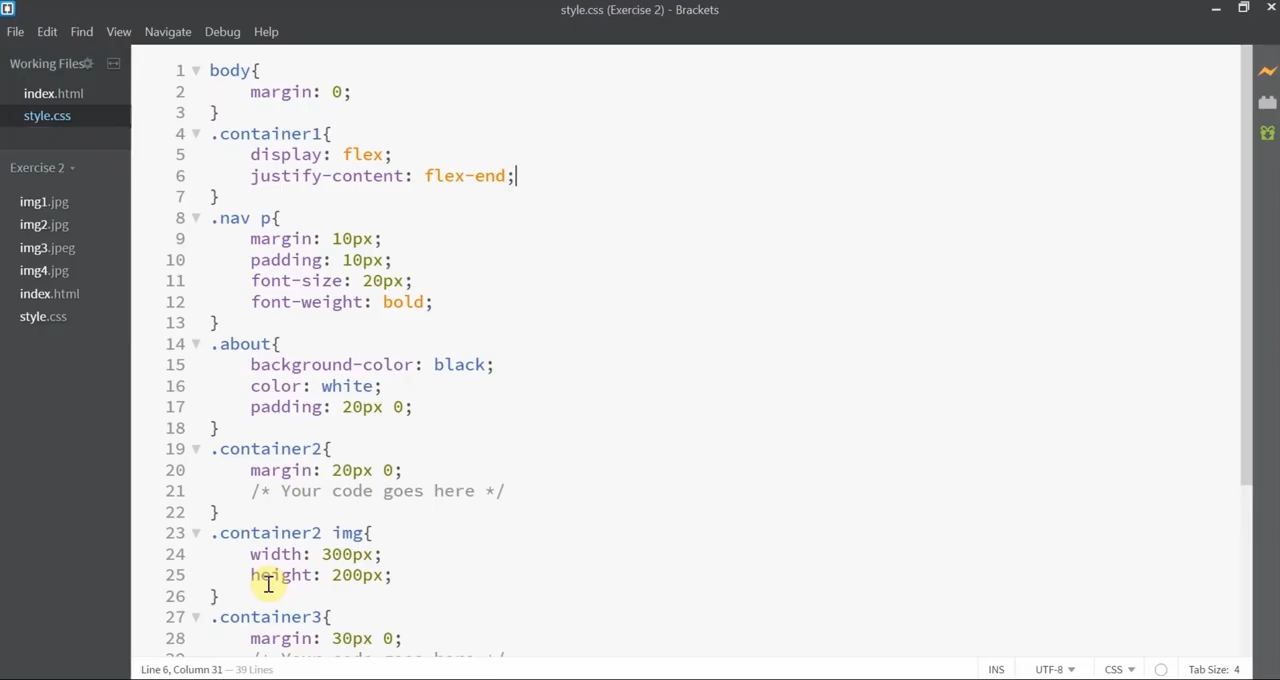 style.css (Exercise 2) - Brackets
File Edit Find View Navigate Debug Help
Working Files
index.html
style.css
Exercise 2
img1.jpg
img2.jpg
img3.jpeg
img4.jpg
index.html
style.css
1 body{
2 margin: 0;
3 }
4 .container1{
5 display: flex;
6 justify-content: flex-end;
7 }
8 .nav p{
9 margin: 10px;
10 padding: 10px;
11 font-size: 20px;
12 font-weight: bold;
13 }
14 .about{
15 background-color: black;
16 color: white;
17 padding: 20px 0;
18 }
19 .container2{
20 margin: 20px 0;
21 /* Your code goes here */
22 }
23 .container2 img{
24 width: 300px;
25 height: 200px;
26 }
27 .container3{
28 margin: 30px 0;
Line 6, Column 31 — 39 Lines
INS UTF-8 CSS Tab Size: 4